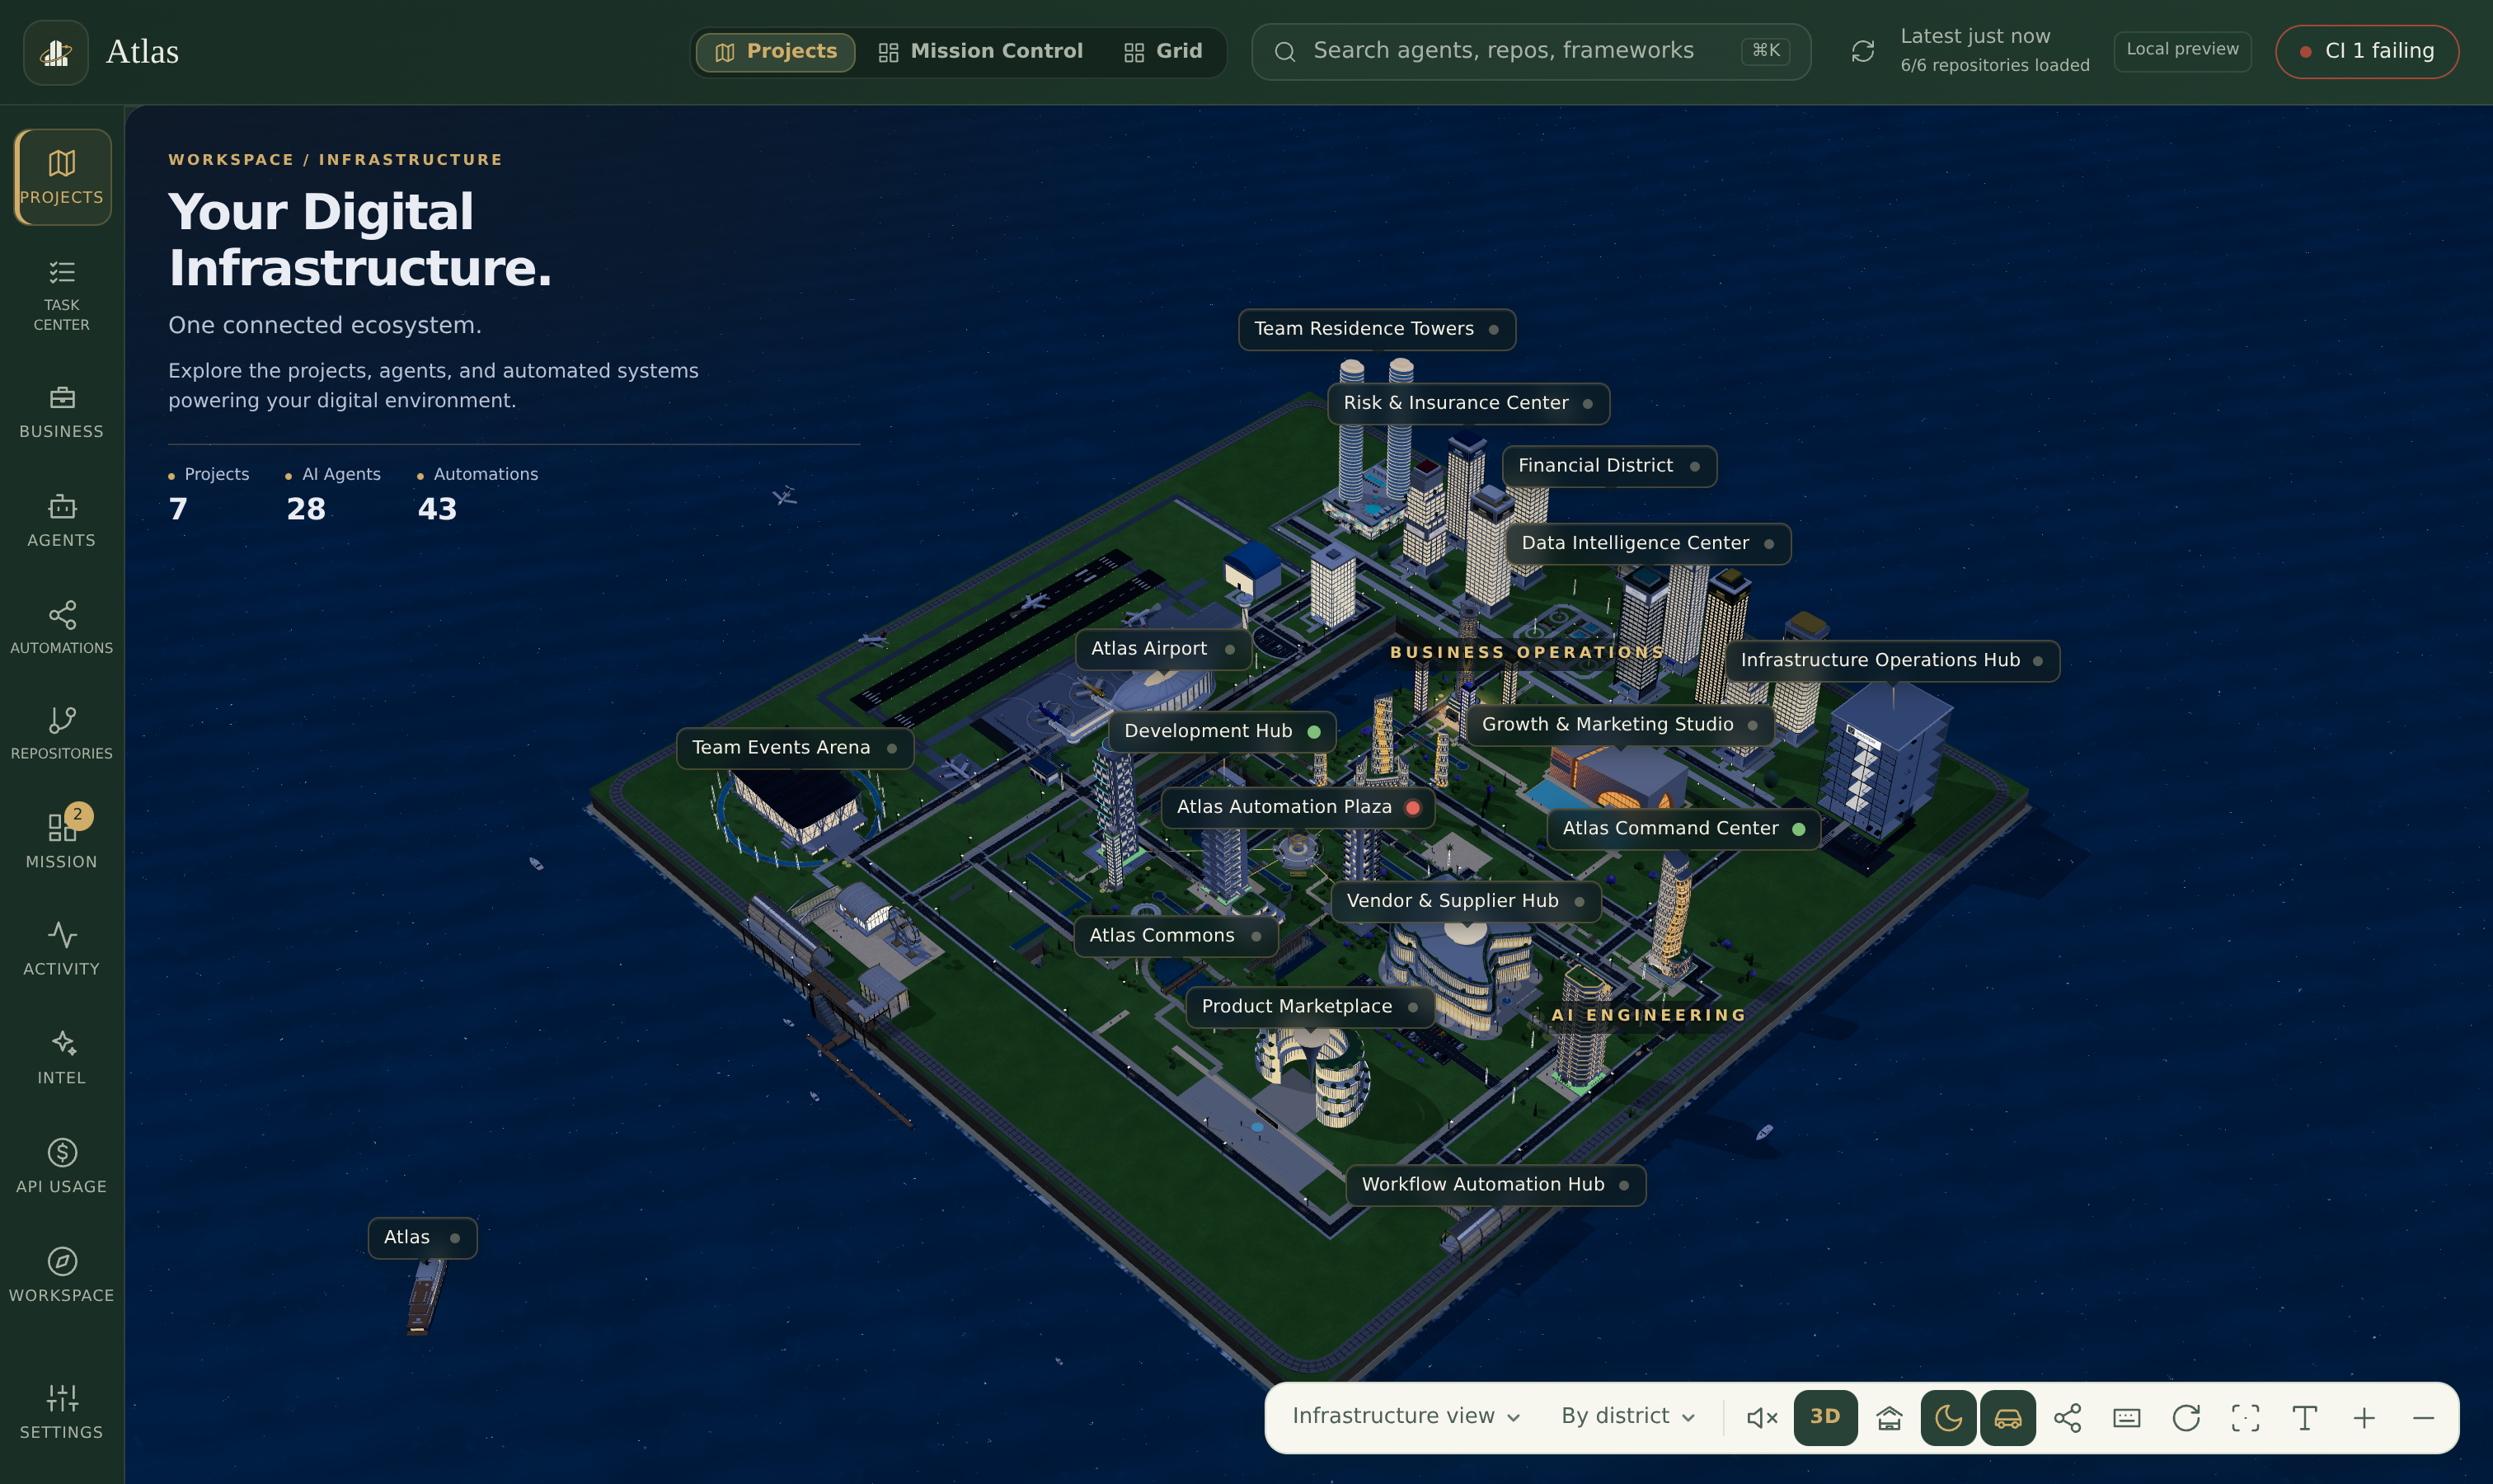 Atlas
Projects
Mission Control
Grid
Search agents, repos, frameworks
⌘K
Latest just now
6/6 repositories loaded
Local preview
CI 1 failing
PROJECTS
TASK
CENTER
BUSINESS
AGENTS
AUTOMATIONS
REPOSITORIES
2
MISSION
ACTIVITY
INTEL
API USAGE
WORKSPACE
SETTINGS
WORKSPACE / INFRASTRUCTURE
Your Digital
Infrastructure.
One connected ecosystem.
Explore the projects, agents, and automated systems
powering your digital environment.
Projects
7
AI Agents
28
Automations
43
Team Residence Towers
Risk & Insurance Center
Financial District
Data Intelligence Center
Atlas Airport
BUSINESS OPERATIONS
Infrastructure Operations Hub
Development Hub
Growth & Marketing Studio
Team Events Arena
Atlas Automation Plaza
Atlas Command Center
Vendor & Supplier Hub
Atlas Commons
Product Marketplace
AI ENGINEERING
Workflow Automation Hub
Atlas
Infrastructure view
By district
3D